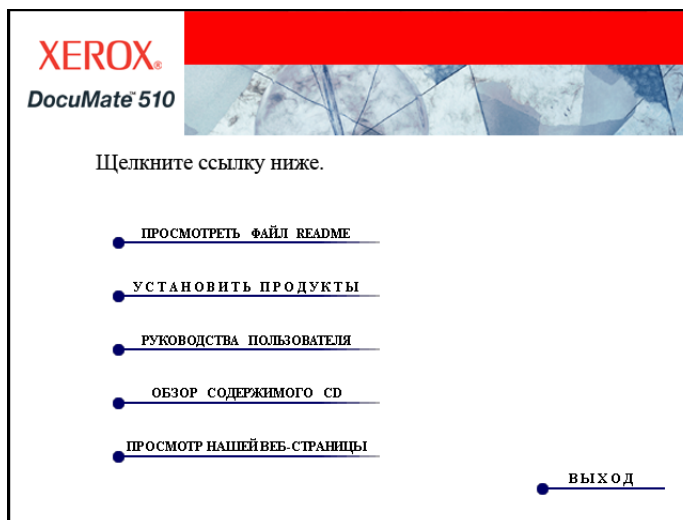 XEROX®
DocuMate™ 510
Щелкните ссылку ниже.
ПРОСМОТРЕТЬ ФАЙЛ README
УСТАНОВИТЬ ПРОДУКТЫ
РУКОВОДСТВА ПОЛЬЗОВАТЕЛЯ
ОБЗОР СОДЕРЖИМОГО CD
ПРОСМОТР НАШЕЙ ВЕБ-СТРАНИЦЫ
ВЫХОД